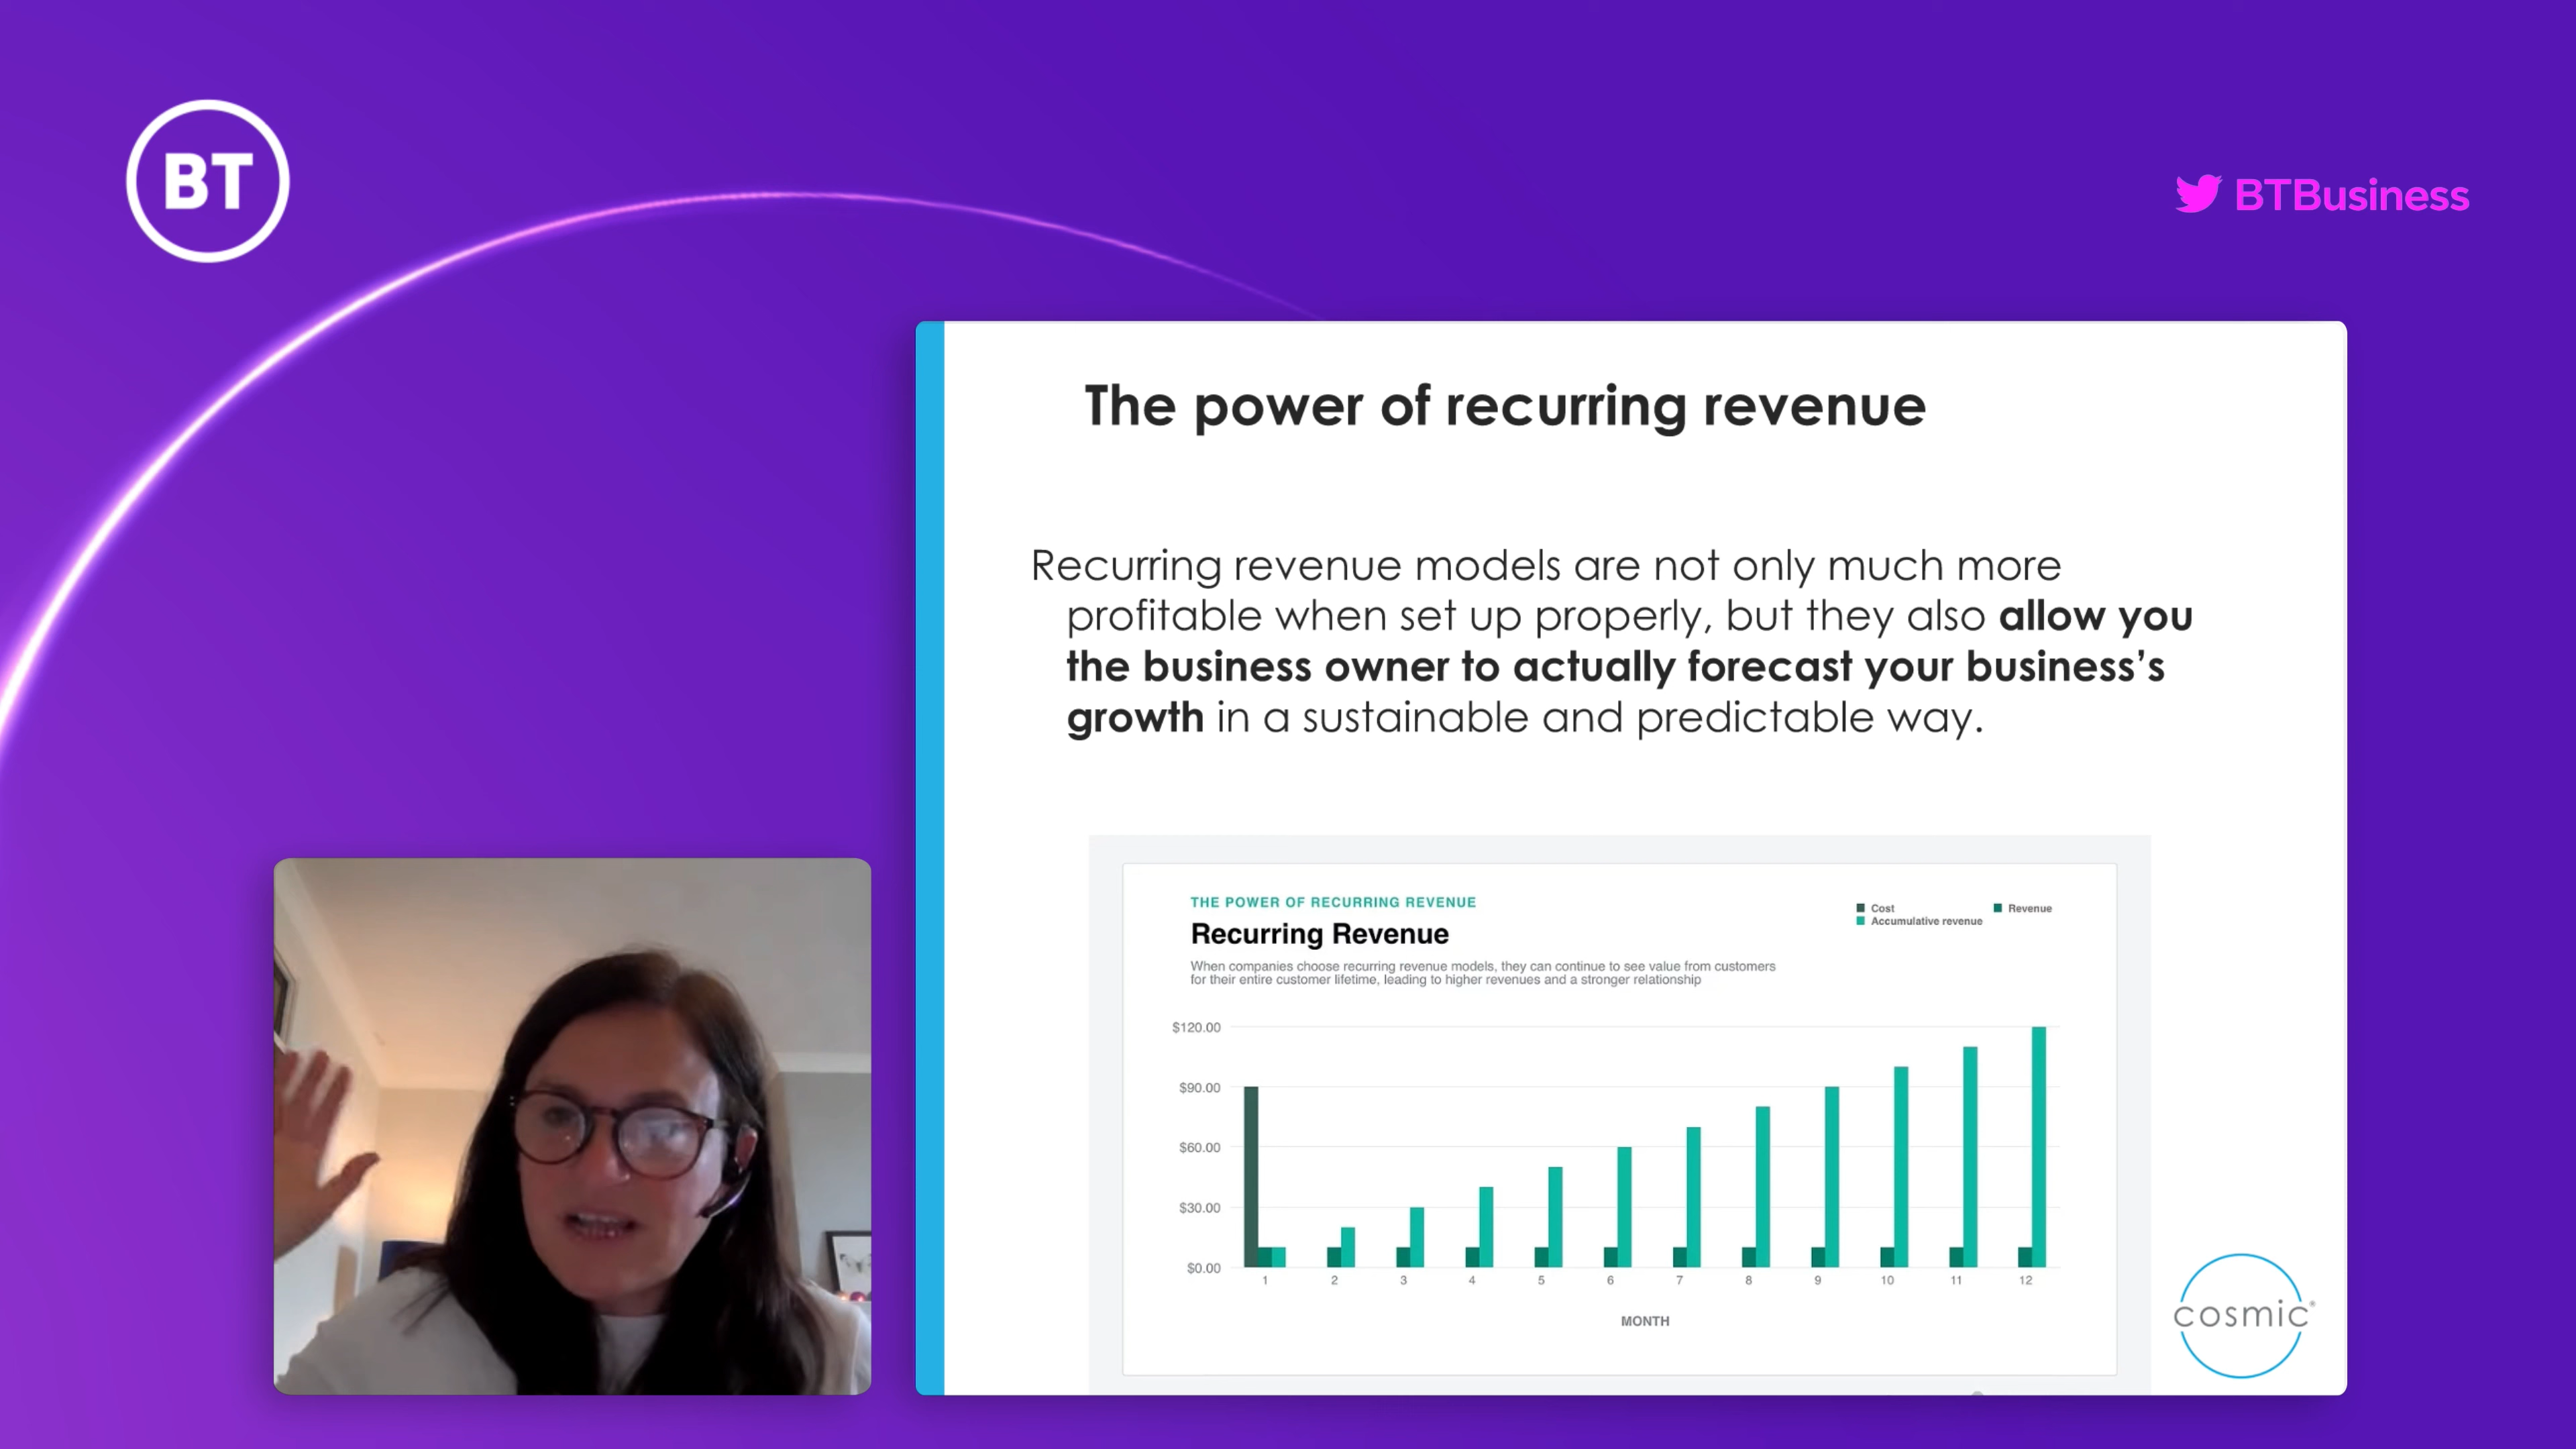 BT
BTBusiness
The power of recurring revenue
Recurring revenue models are not only much more
profitable when set up properly, but they also allow you
the business owner to actually forecast your business’s
growth in a sustainable and predictable way.
THE POWER OF RECURRING REVENUE
Recurring Revenue
When companies choose recurring revenue models, they can continue to see value from customers
for their entire customer lifetime, leading to higher revenues and a stronger relationship
Cost Revenue
Accumulative revenue
$120.00
$90.00
$60.00
$30.00
$0.00
1 2 3 4 5 6 7 8 9 10 11 12
MONTH
cosmic®